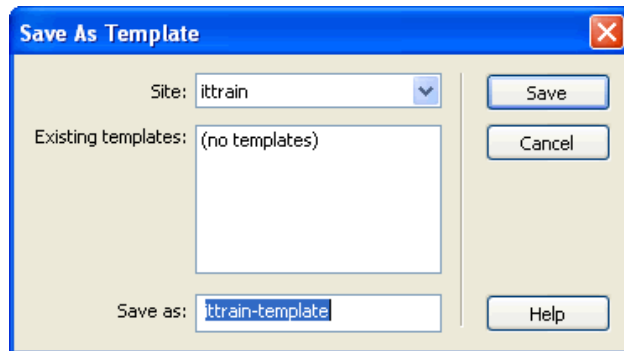 Save As Template
Site: ittrain
Save
Existing templates: (no templates)
Cancel
Save as: ittrain-template
Help